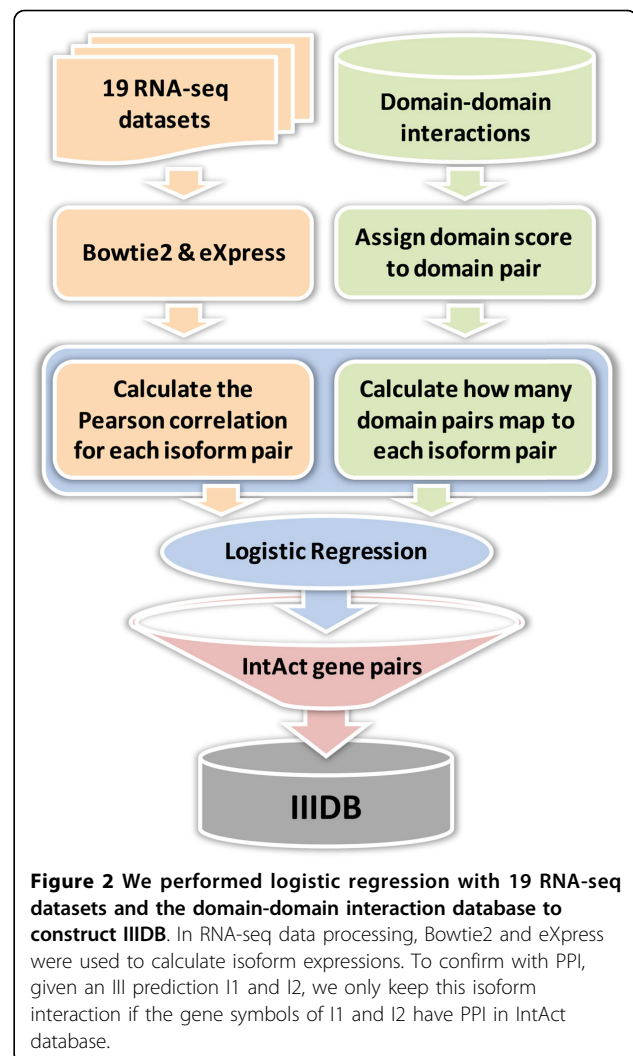 19 RNA-seq
datasets
Domain-domain
interactions
Bowtie2 & eXpress
Assign domain score
to domain pair
Calculate the
Pearson correlation
for each isoform pair
Calculate how many
domain pairs map to
each isoform pair
Logistic Regression
IntAct gene pairs
IIIDB
Figure 2 We performed logistic regression with 19 RNA-seq
datasets and the domain-domain interaction database to
construct IIIDB. In RNA-seq data processing, Bowtie2 and eXpress
were used to calculate isoform expressions. To confirm with PPI,
given an III prediction I1 and I2, we only keep this isoform
interaction if the gene symbols of I1 and I2 have PPI in IntAct
database.